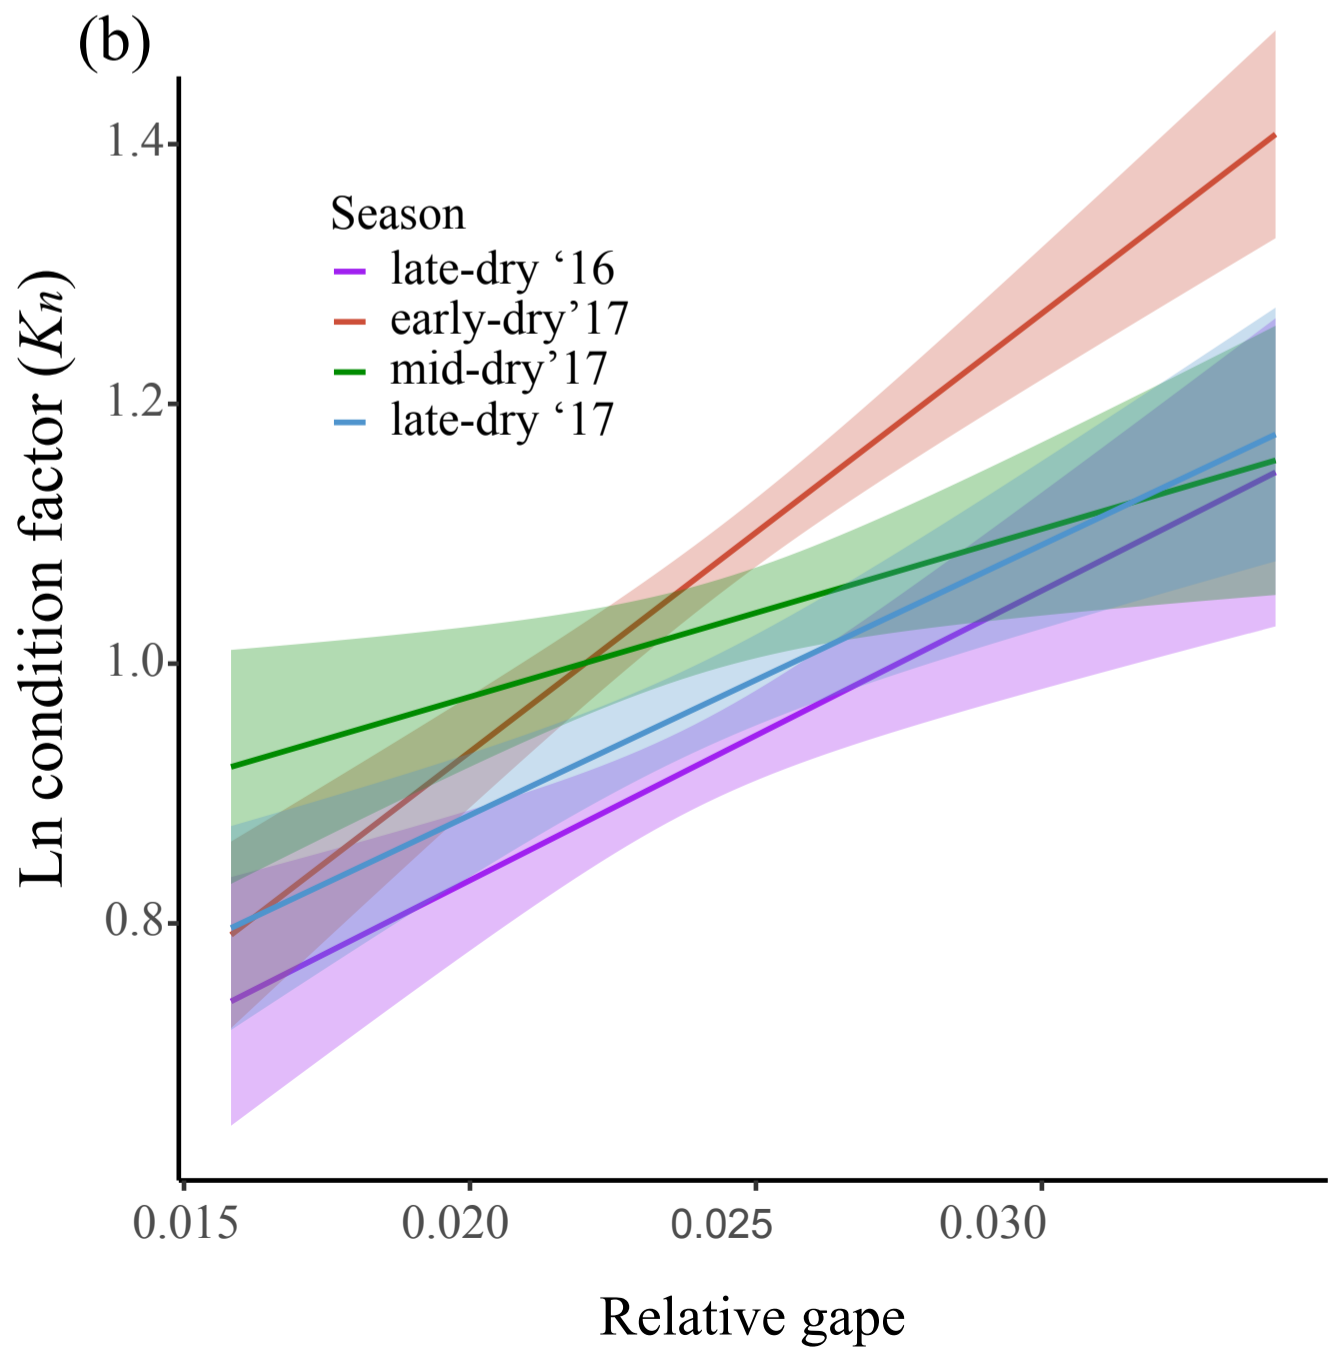 (b)
1.4
1.2
1.0
0.8
Ln condition factor (Kn)
Season
late-dry ‘16
early-dry’17
mid-dry’17
late-dry ‘17
0.015 0.020 0.025 0.030
Relative gape